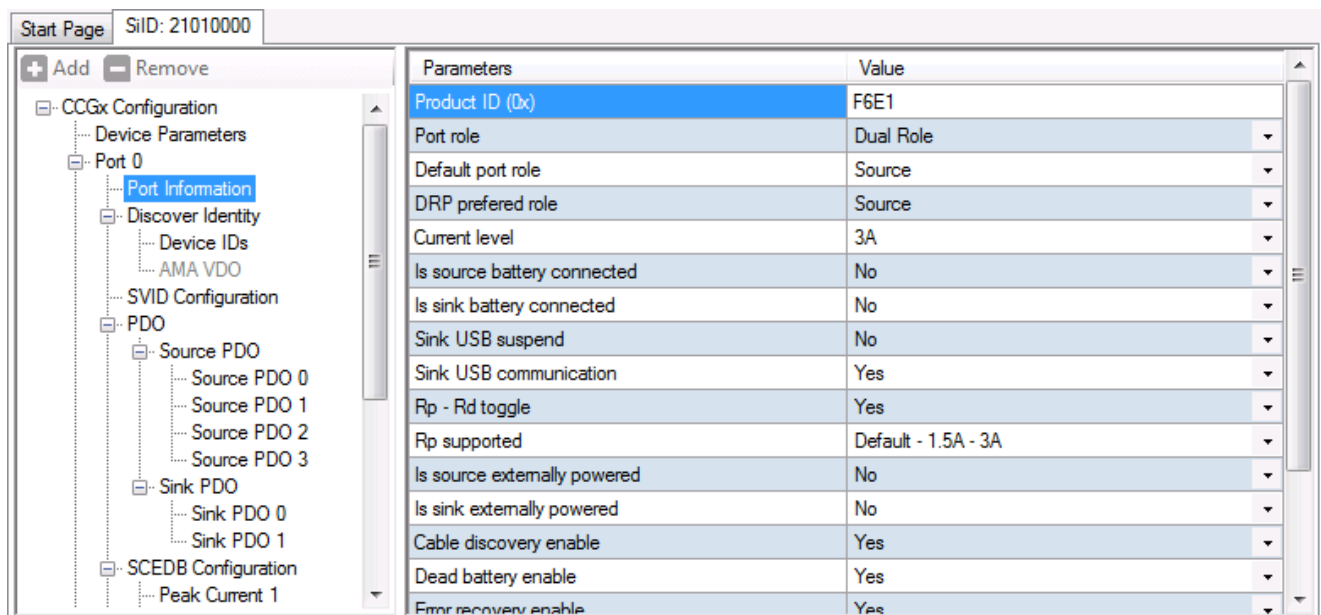 Start Page SiID: 21010000
Add Remove
CCGx Configuration
Device Parameters
Port 0
Port Information
Discover Identity
Device IDs
AMA VDO
SVID Configuration
PDO
Source PDO
Source PDO 0
Source PDO 1
Source PDO 2
Source PDO 3
Sink PDO
Sink PDO 0
Sink PDO 1
SCEDB Configuration
Peak Current 1
Parameters Value
Product ID (0x) F6E1
Port role Dual Role
Default port role Source
DRP prefered role Source
Current level 3A
Is source battery connected No
Is sink battery connected No
Sink USB suspend No
Sink USB communication Yes
Rp - Rd toggle Yes
Rp supported Default - 1.5A - 3A
Is source externally powered No
Is sink externally powered No
Cable discovery enable Yes
Dead battery enable Yes
Error recovery enable Yes